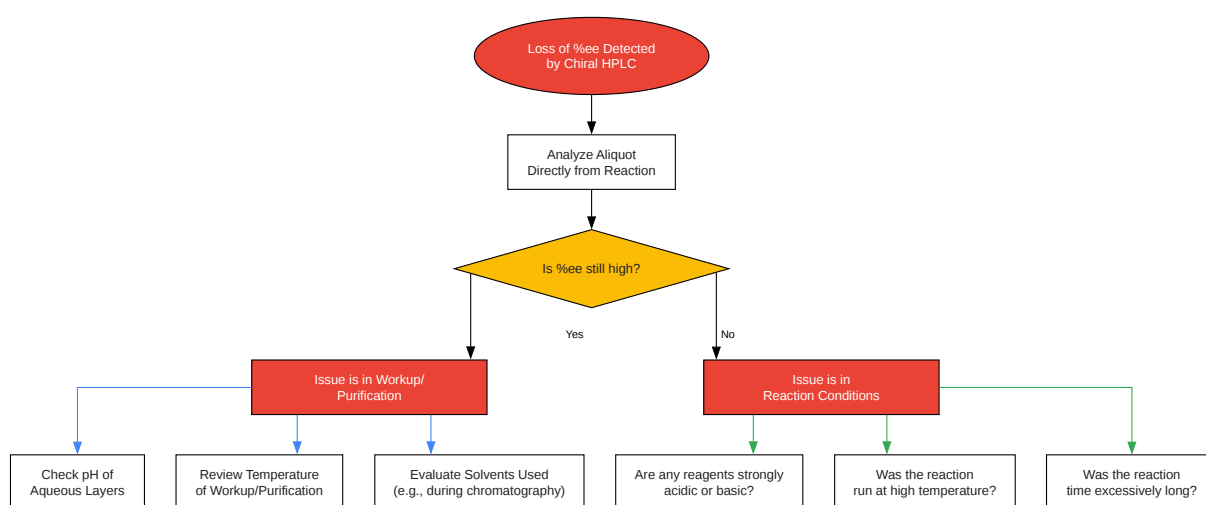 Loss of %ee Detected
by Chiral HPLC
Analyze Aliquot
Directly from Reaction
Is %ee still high?
Yes
No
Issue is in Workup/
Purification
Issue is in
Reaction Conditions
Check pH of
Aqueous Layers
Review Temperature
of Workup/Purification
Evaluate Solvents Used
(e.g., during chromatography)
Are any reagents strongly
acidic or basic?
Was the reaction
run at high temperature?
Was the reaction
time excessively long?